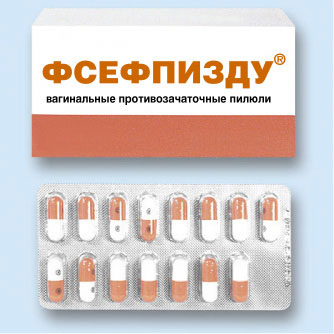 ФСЕФПИЗДУ®
вагинальные противозачаточные пилюли